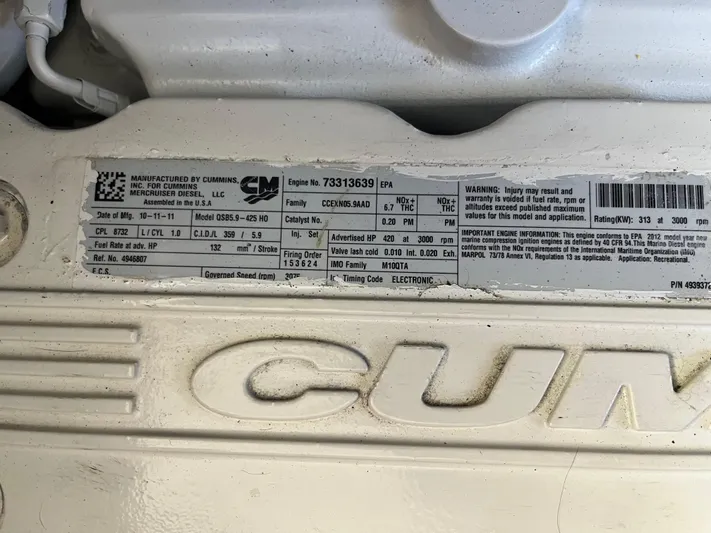 MANUFACTURED BY CUMMINS,
INC. FOR CUMMINS
MERCRUISER DIESEL, LLC
Assembled in the U.S.A
CM
Date of Mfg. 10-11-11 Model QSB5.9-425 HO
CPL 8732 L/CYL 1.0 C.I.D./L 359 / 5.9
Fuel Rate at adv. HP 132 mm³/Stroke
Ref. No. 4946807
E.C.S. Governed Speed (rpm)
Engine No. 73313639 EPA
Family CCEXN05.9AAD 6.7 NOx+ THC NOx+ THC
Catalyst No. 0.20 PM PM
Inj. Set Advertised HP 420 at 3000 rpm
Firing Order 153624 Valve lash cold 0.010 Int. 0.020 Exh.
IMO Family M10QTA
Timing Code ELECTRONIC
WARNING: Injury may result and
warranty is voided if fuel rate, rpm or
altitudes exceed published maximum
values for this model and application.
Rating(KW): 313 at 3000 rpm
IMPORTANT ENGINE INFORMATION: This engine conforms to EPA 2012 model year
marine compression ignition engines as defined by 40 CFR 94. This Marine Diesel engine
conforms with the NOx requirements of the International Maritime Organization (IMO)
MARPOL 73/78 Annex VI, Regulation 13 as applicable. Application: Recreational
P/N 4939372
CUM